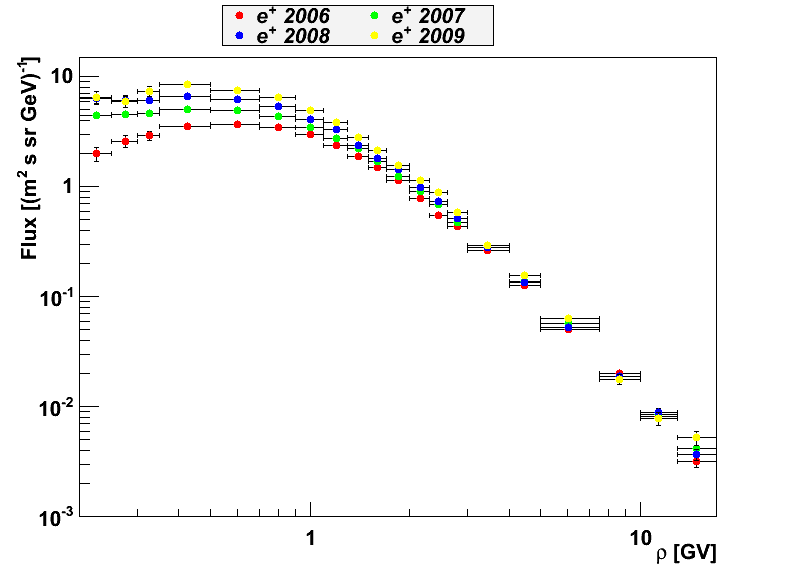 e⁺ 2006 e⁺ 2007
e⁺ 2008 e⁺ 2009
Flux [(m² s sr GeV)⁻¹]
10
1
10⁻¹
10⁻²
10⁻³
1 10
ρ [GV]